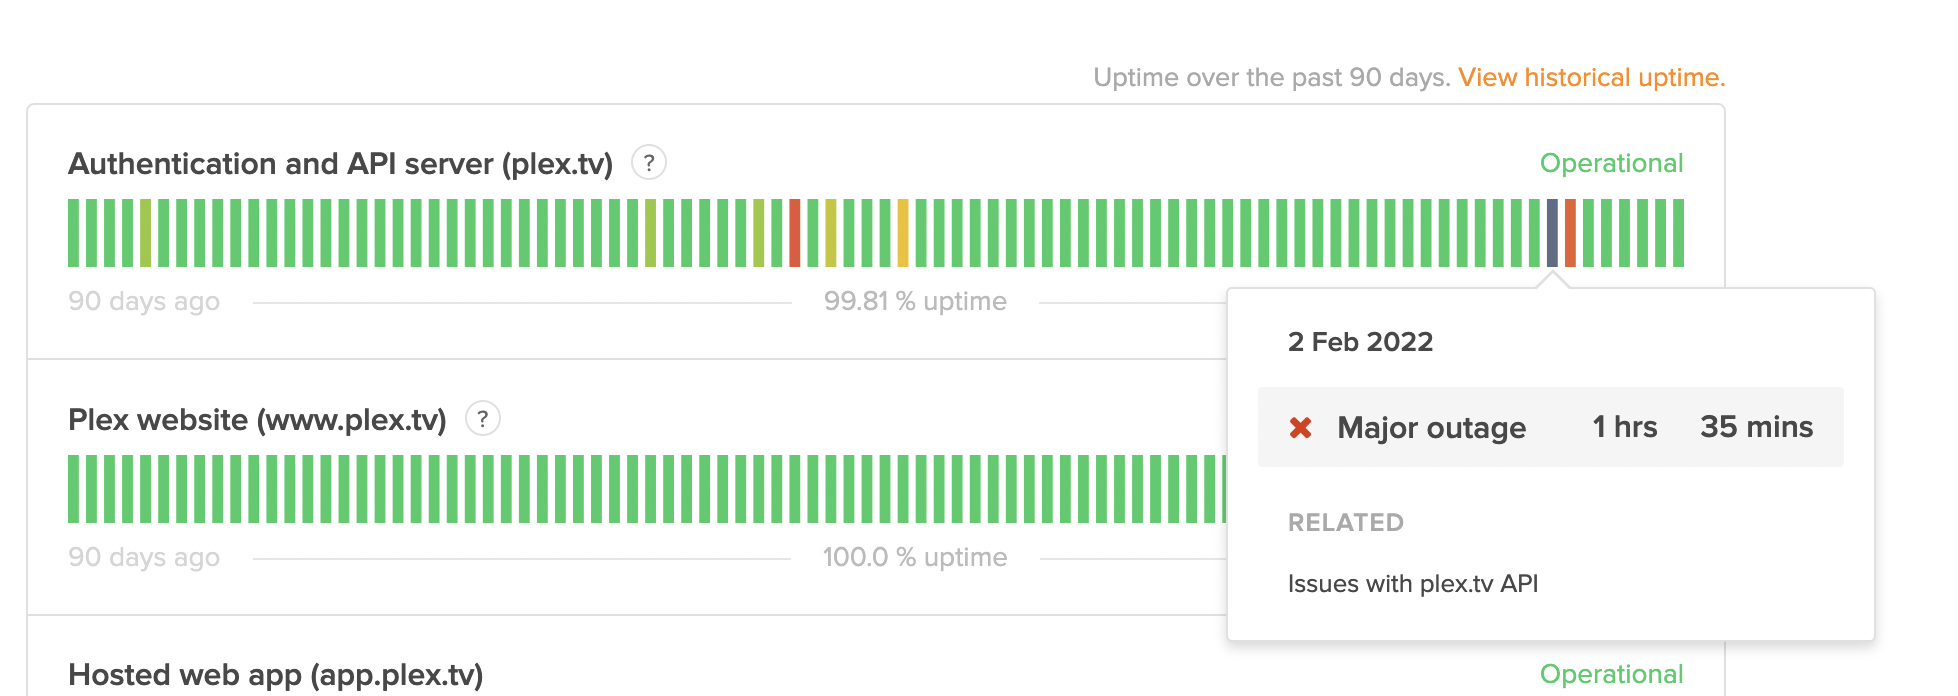 Uptime over the past 90 days. View historical uptime.
Authentication and API server (plex.tv) ? Operational
90 days ago 99.81 % uptime
2 Feb 2022
Major outage 1 hrs 35 mins
RELATED
Issues with plex.tv API
Plex website (www.plex.tv) ?
90 days ago 100.0 % uptime
Hosted web app (app.plex.tv) Operational